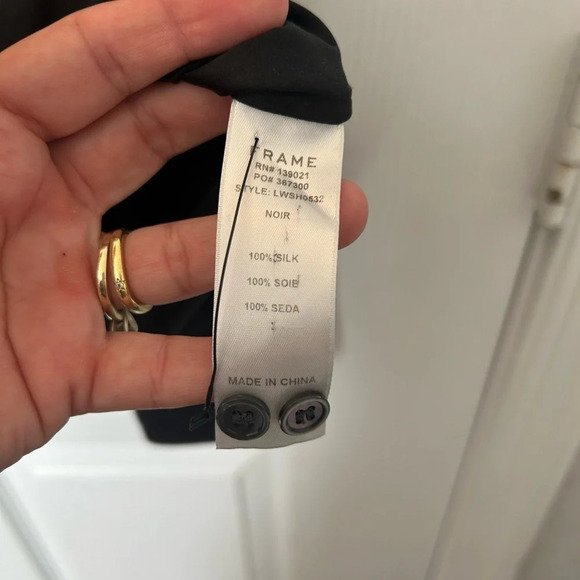 FRAME
RN# 139021
PO# 367300
STYLE: LWSH0532
NOIR
100% SILK
100% SOIE
100% SEDA
MADE IN CHINA